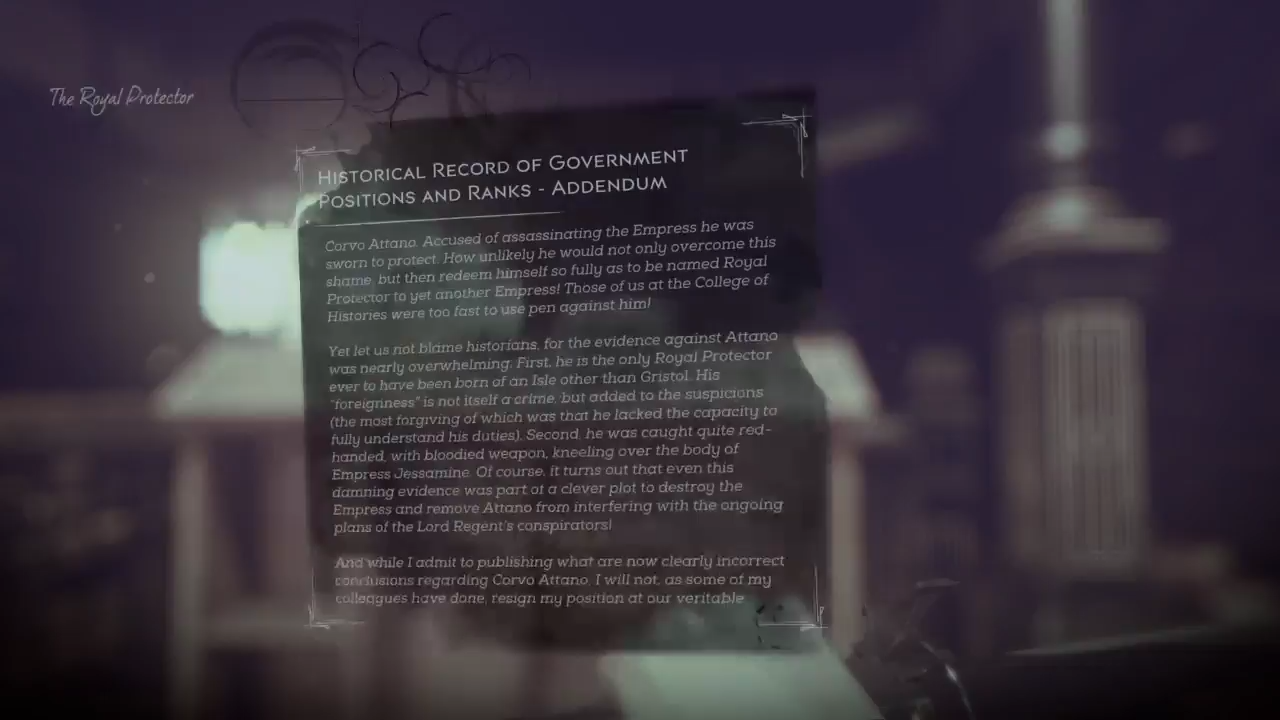 The Royal Protector
Historical Record of Government
Positions and Ranks - Addendum
Corvo Attano. Accused of assassinating the Empress he was
sworn to protect. How unlikely he would not only overcome this
shame, but then redeem himself so fully as to be named Royal
Protector to yet another Empress! Those of us at the College of
Histories were too fast to use pen against him!
Yet let us not blame historians, for the evidence against Attano
was nearly overwhelming. First, he is the only Royal Protector
ever to have been born of an Isle other than Gristol. His
"foreignness" is not itself a crime, but added to the suspicions
(the most forgiving of which was that he lacked the capacity to
fully understand his duties). Second, he was caught quite red-
handed, with bloodied weapon, kneeling over the body of
Empress Jessamine. Of course, it turns out that even this
damning evidence was part of a clever plot to destroy the
Empress and remove Attano from interfering with the ongoing
plans of the Lord Regent's conspirators!
And while I admit to publishing what are now clearly incorrect
conclusions regarding Corvo Attano, I will not, as some of my
colleagues have done, resign my position at our veritable